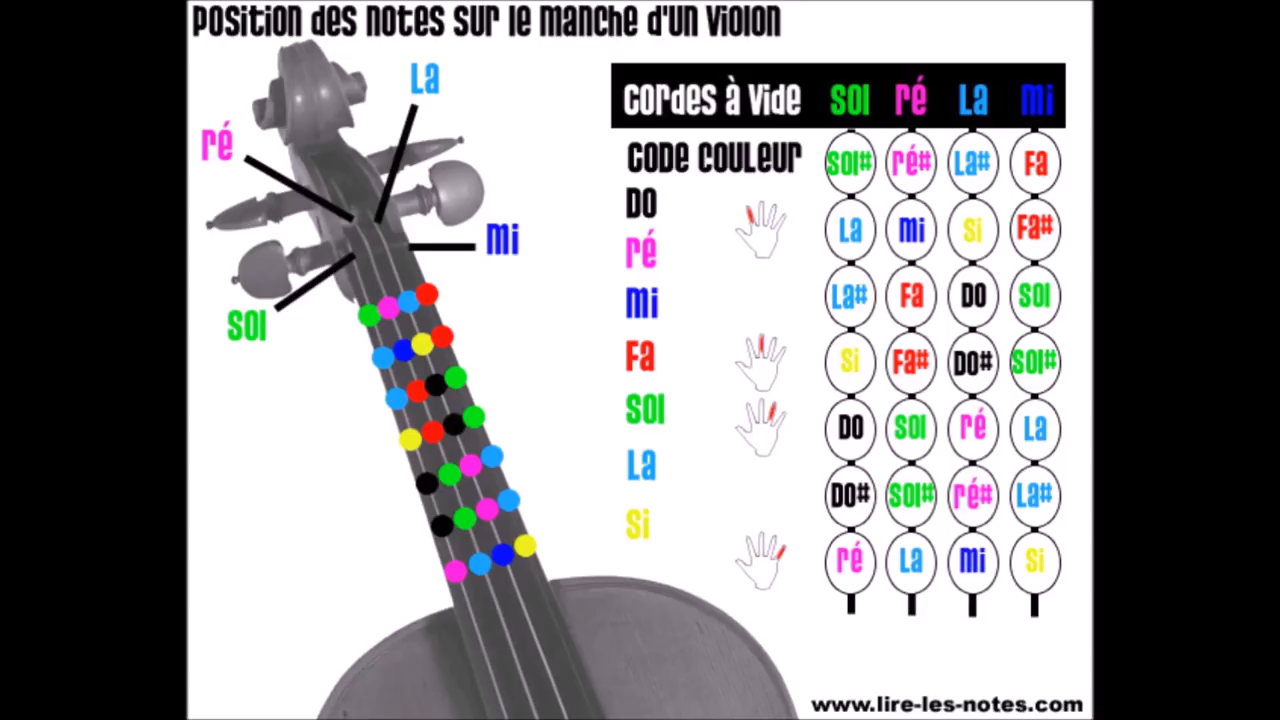 Position des notes sur le manche d'un violon
La
ré
mi
sol
cordes à vide sol ré La mi
code couleur
DO
ré
mi
Fa
sol
La
Si
sol# ré# La# Fa
La mi Si Fa#
La# Fa DO sol
Si Fa# DO# sol#
DO sol ré La
DO# sol# ré# La#
ré La mi Si
www.lire-les-notes.com